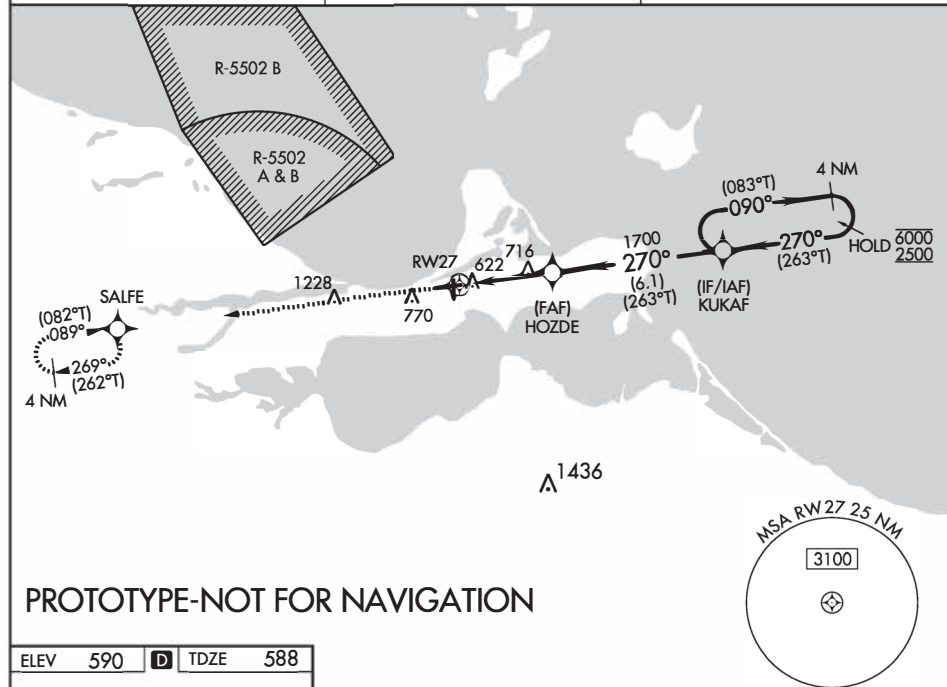 R-5502 B
R-5502
A & B
4 NM
(083°T)
090°
HOLD
6000
2500
270°
(263°T)
1700
270°
(6.1)
(263°T)
(IF/IAF)
KUKAF
716
622
RW27
(FAF)
HOZDE
1228
770
SALFE
(082°T)
089°
269°
(262°T)
4 NM
1436
MSA RW27 25 NM
3100
PROTOTYPE-NOT FOR NAVIGATION
ELEV 590 D TDZE 588